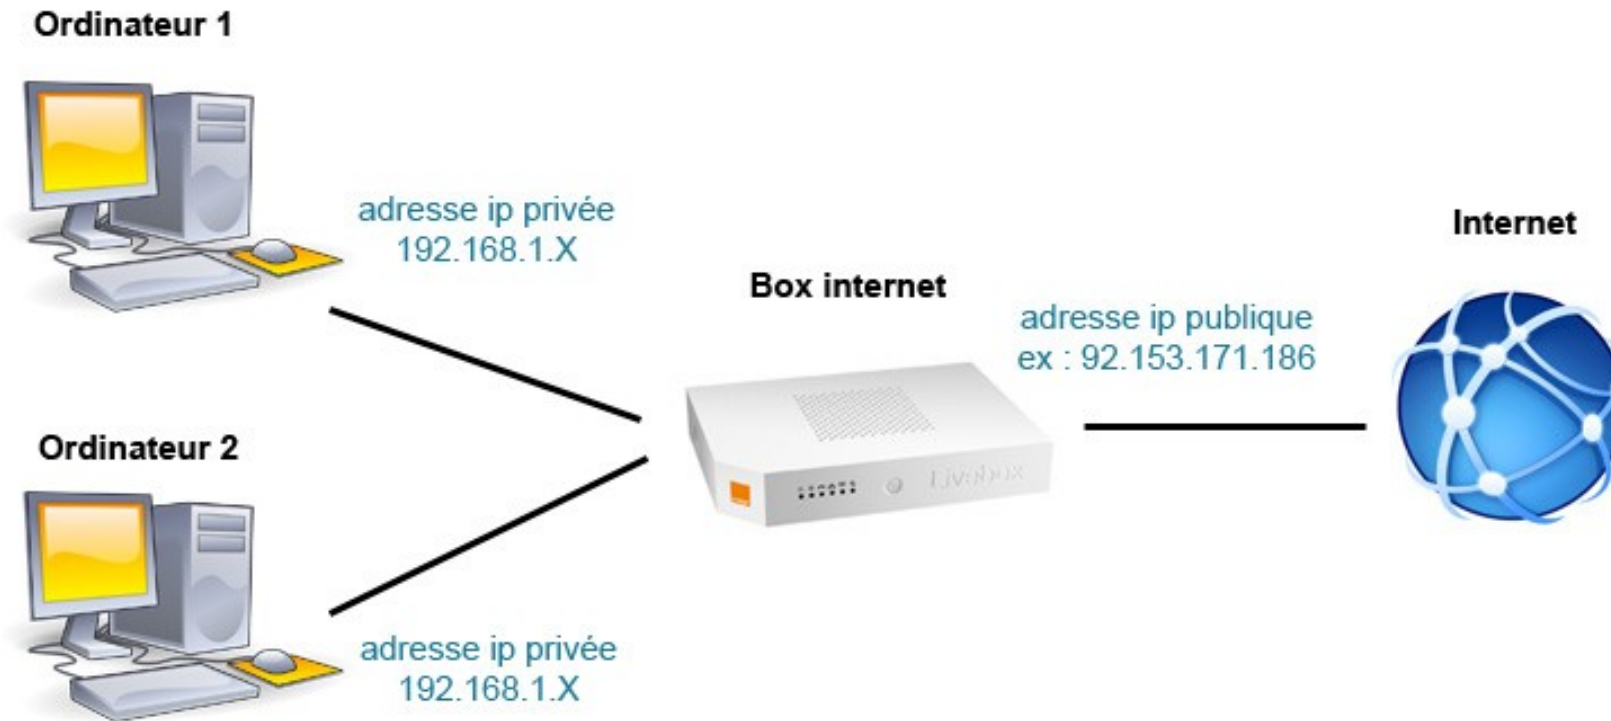 Ordinateur 1
adresse ip privée
192.168.1.X
Internet
Box internet
adresse ip publique
ex : 92.153.171.186
Livebox
Ordinateur 2
adresse ip privée
192.168.1.X